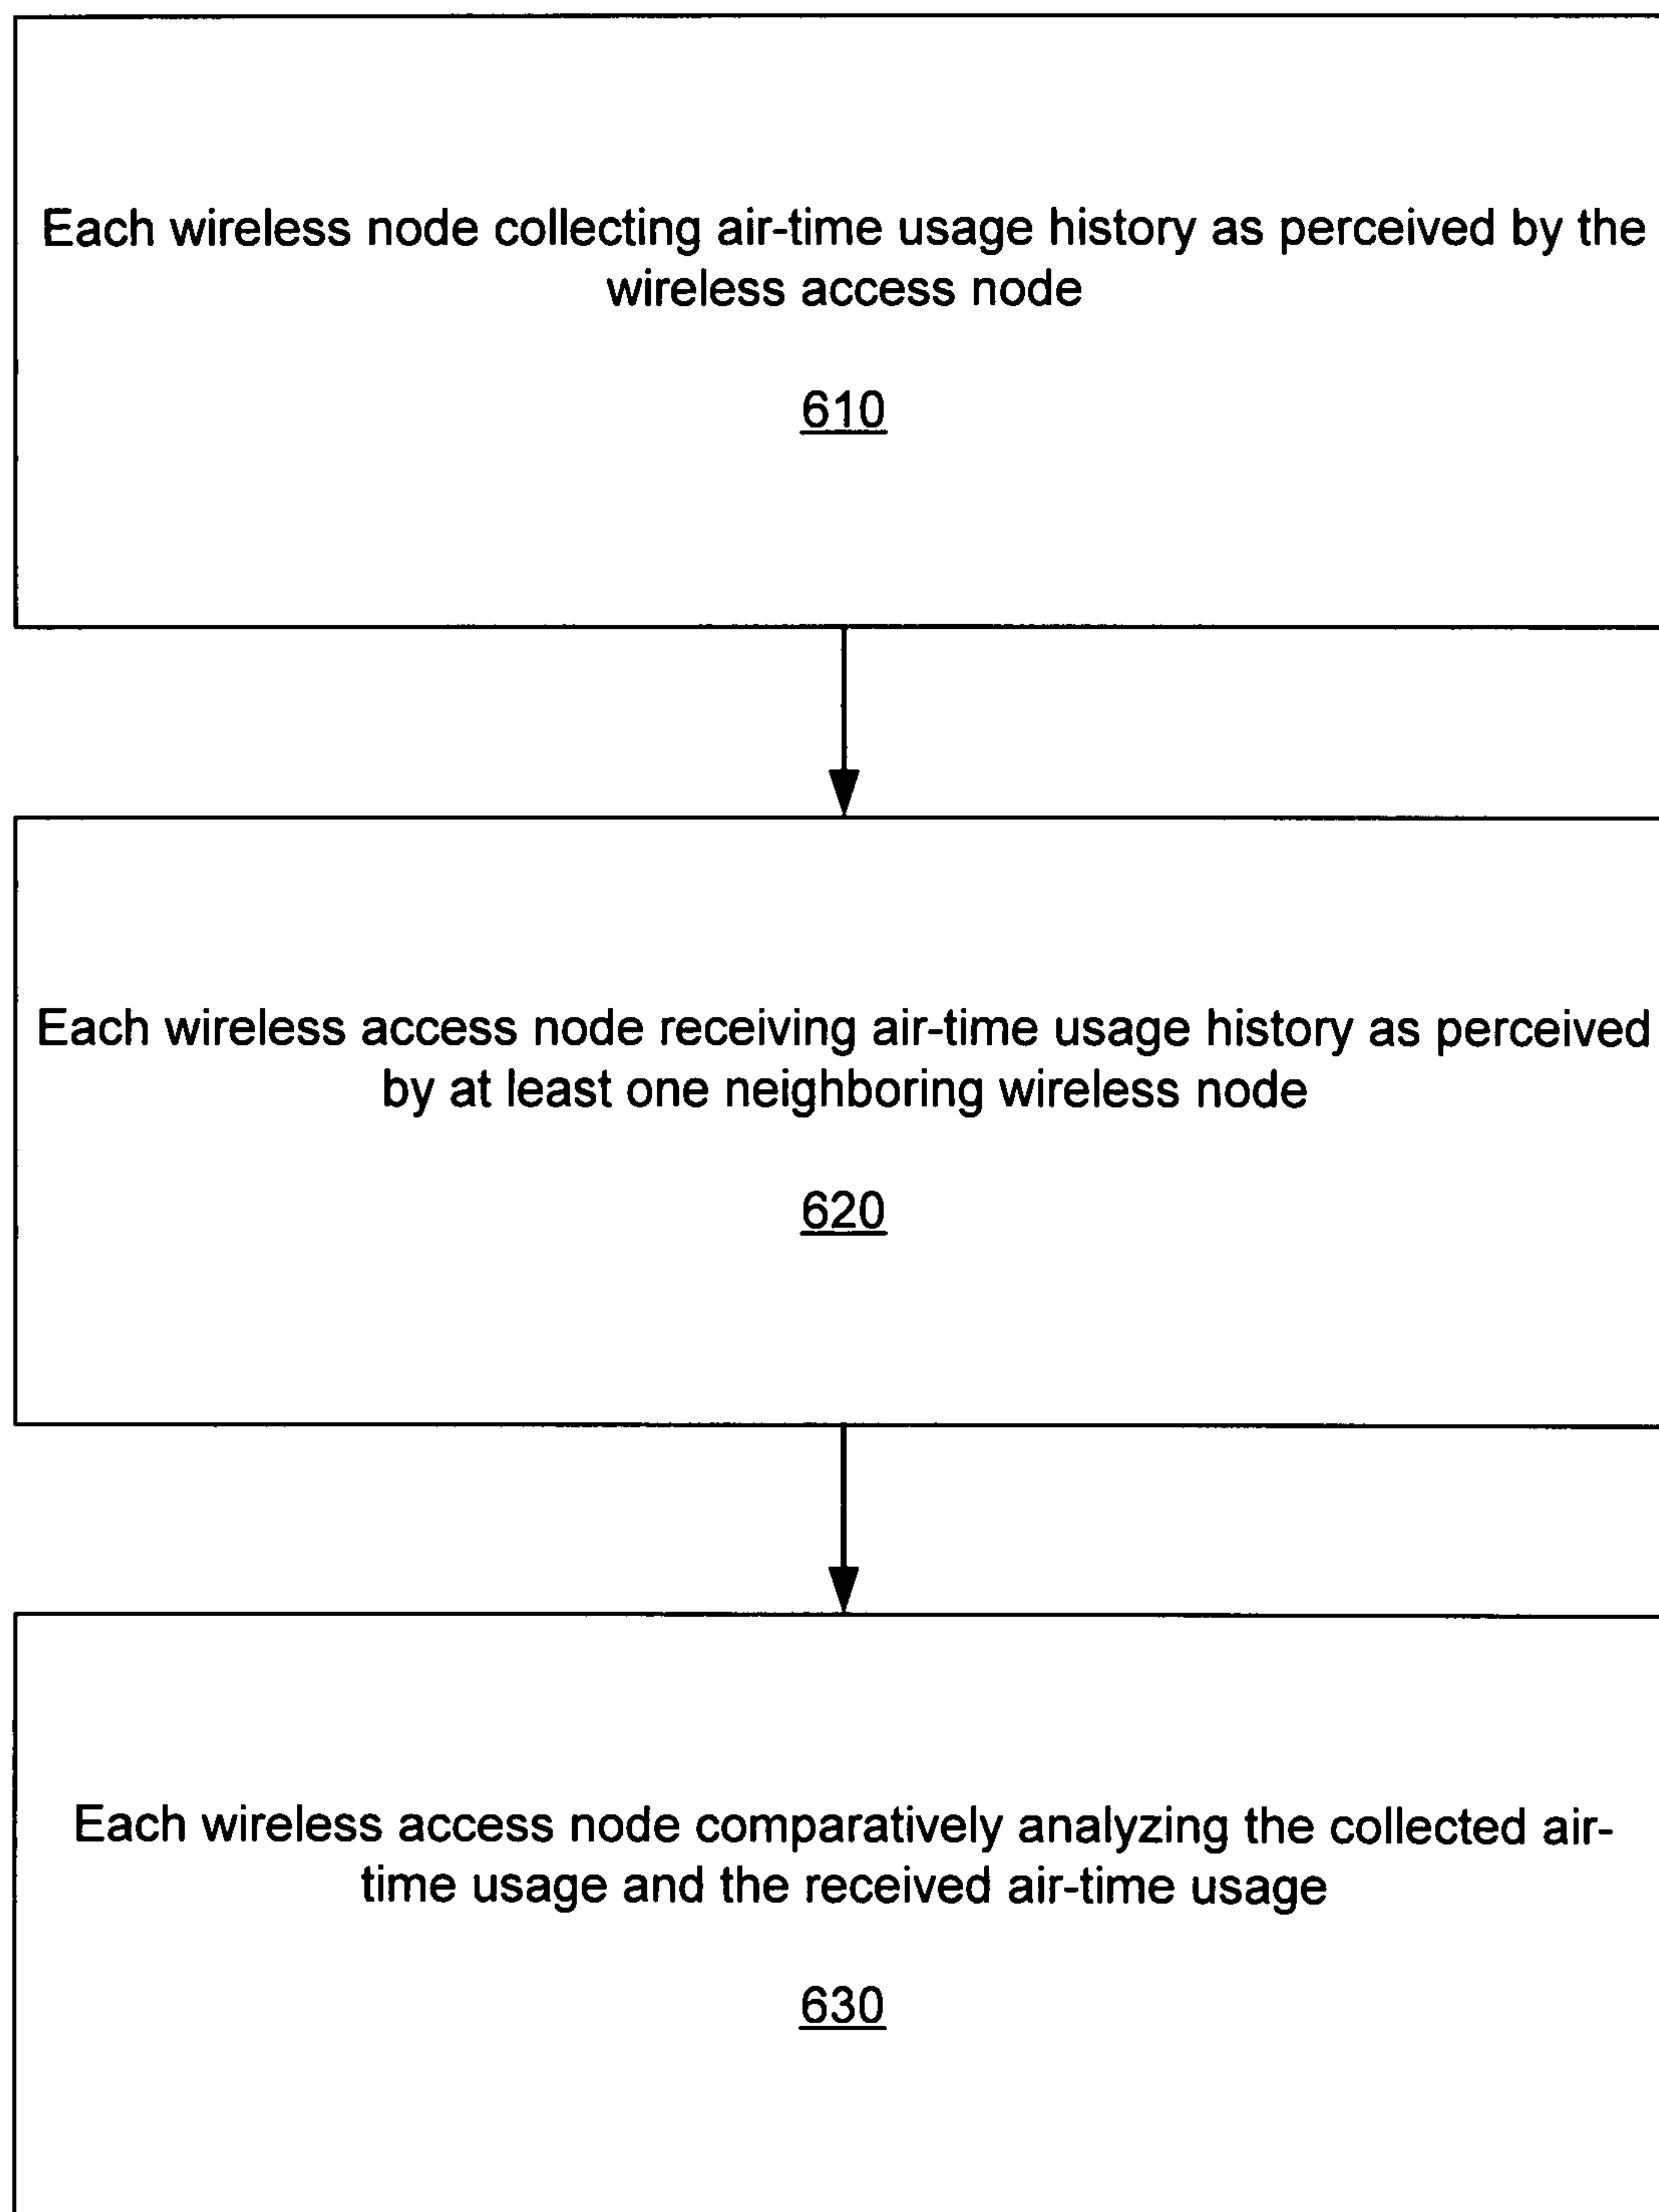 Each wireless node collecting air-time usage history as perceived by the
wireless access node
610
Each wireless access node receiving air-time usage history as perceived
by at least one neighboring wireless node
620
Each wireless access node comparatively analyzing the collected air-
time usage and the received air-time usage
630